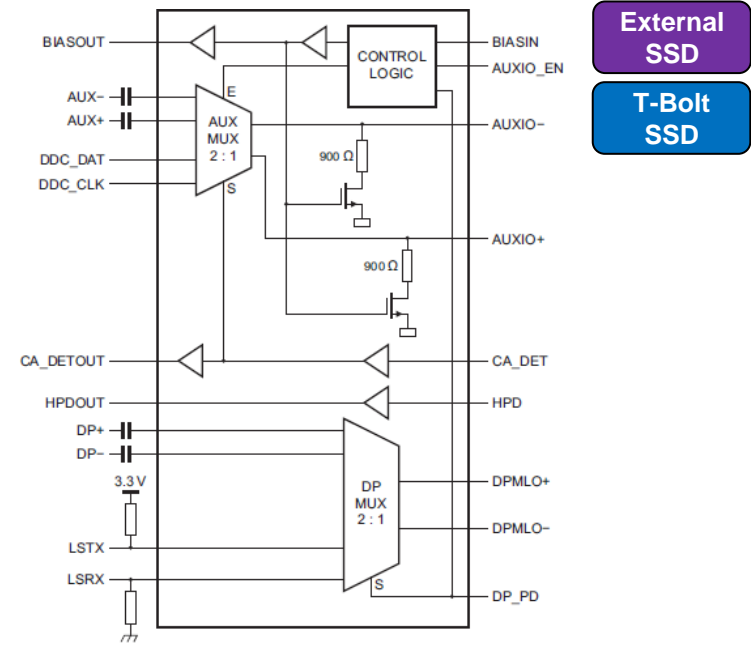 External
SSD
T-Bolt
SSD
BIASOUT
BIASIN
CONTROL
LOGIC
AUXIO_EN
E
AUX−
AUX+
AUX
MUX
2 : 1
AUXIO−
900 Ω
DDC_DAT
DDC_CLK
S
AUXIO+
900 Ω
CA_DETOUT
CA_DET
HPDOUT
HPD
DP+
DP−
3.3 V
DP
MUX
2 : 1
DPMLO+
DPMLO−
LSTX
LSRX
S
DP_PD